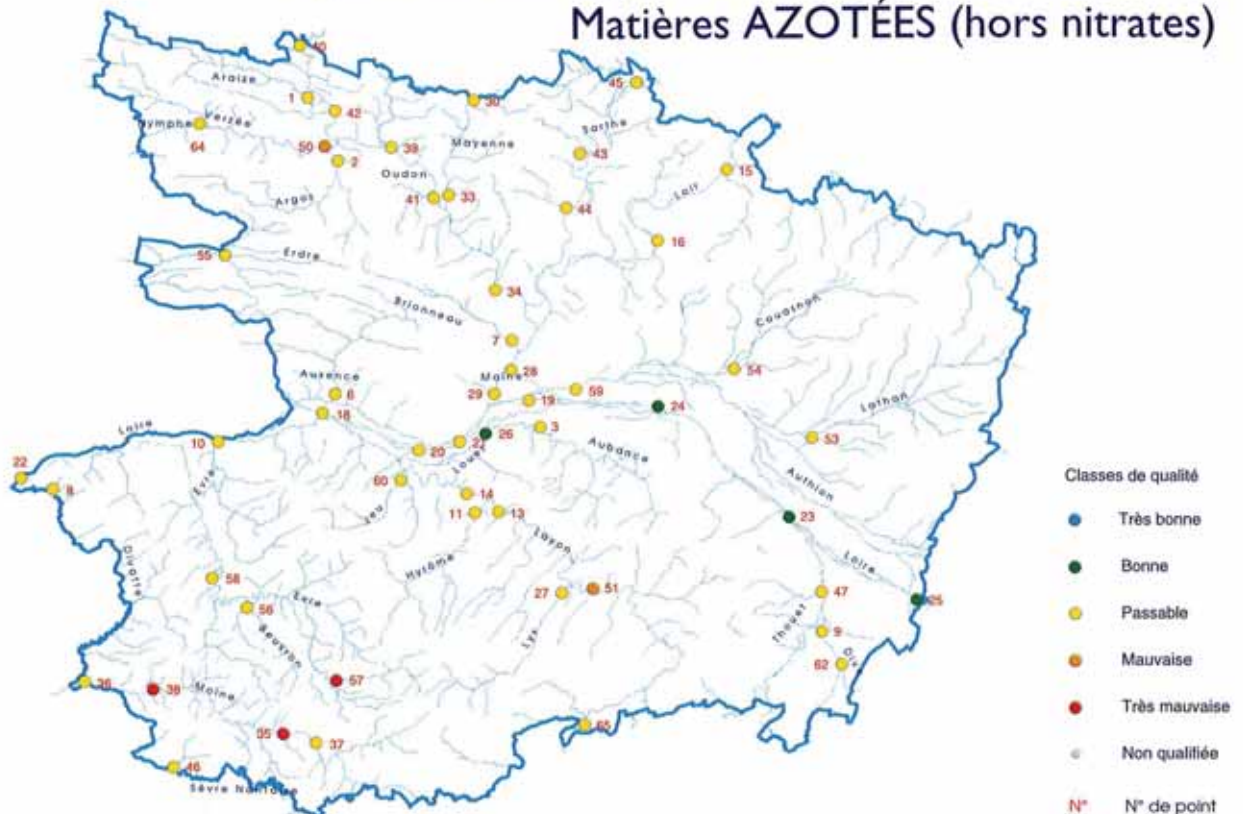 Matières AZOTÉES (hors nitrates)
40
45
Araize
1
42
30
Nymphe
Verzée
Sarthe
64
50
39
Mayenne
43
2
Oudon
15
Argos
41
33
Loir
44
16
55
Erdre
34
Brionneau
Couasnon
7
28
54
Maine
Auxence
6
29
19
59
24
Lathan
18
26
3
53
Loire
10
20
Aubance
22
8
Evre
60
Louet
Authion
14
Jeu
11
13
23
Layon
Loire
Divatte
Hyrôme
58
Evre
27
51
47
25
56
Beuvron
Lys
Thouet
9
62
36
38
Moine
57
35
37
65
46
Sèvre Nantaise
Classes de qualité
Très bonne
Bonne
Passable
Mauvaise
Très mauvaise
Non qualifiée
N° N° de point